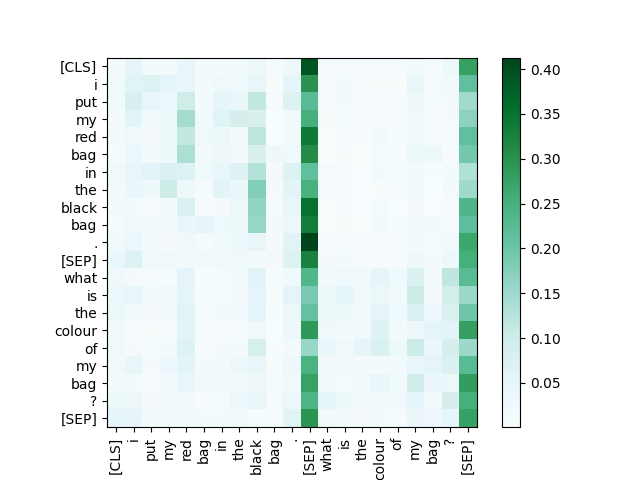 [CLS]
i
put
my
red
bag
in
the
black
bag
.
[SEP]
what
is
the
colour
of
my
bag
?
[SEP]
[CLS] i put my red bag in the black bag . [SEP] what is the colour of my bag ? [SEP]
0.40
0.35
0.30
0.25
0.20
0.15
0.10
0.05